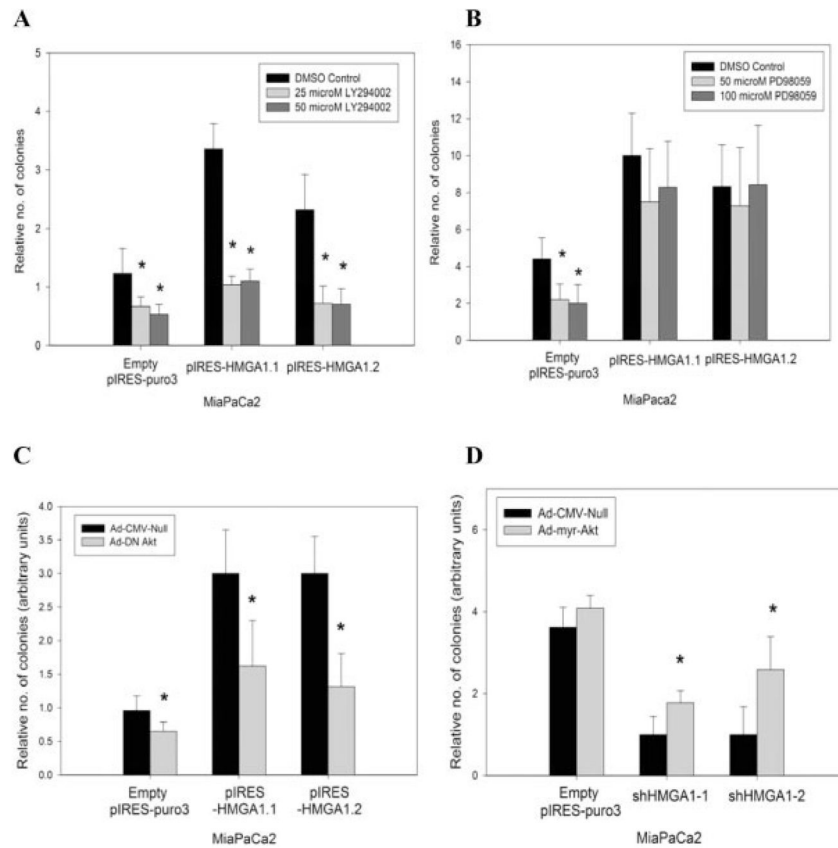 A
Relative no. of colonies
5
4
3
2
1
0
DMSO Control
25 microM LY294002
50 microM LY294002
* * * * * *
Empty pIRES-HMGA1.1 pIRES-HMGA1.2
pIRES-puro3
MiaPaCa2
B
Relative no. of colonies
16
14
12
10
8
6
4
2
0
DMSO Control
50 microM PD98059
100 microM PD98059
* *
Empty pIRES-HMGA1.1 pIRES-HMGA1.2
pIRES-puro3
MiaPaca2
C
Relative no. of colonies (arbitrary units)
4.0
3.5
3.0
2.5
2.0
1.5
1.0
0.5
0.0
Ad-CMV-Null
Ad-DN Akt
* * *
Empty pIRES pIRES
pIRES-puro3 -HMGA1.1 -HMGA1.2
MiaPaCa2
D
Relative no. of colonies (arbitrary units)
6
4
2
0
Ad-CMV-Null
Ad-myr-Akt
* *
Empty shHMGA1-1 shHMGA1-2
pIRES-puro3
MiaPaCa2